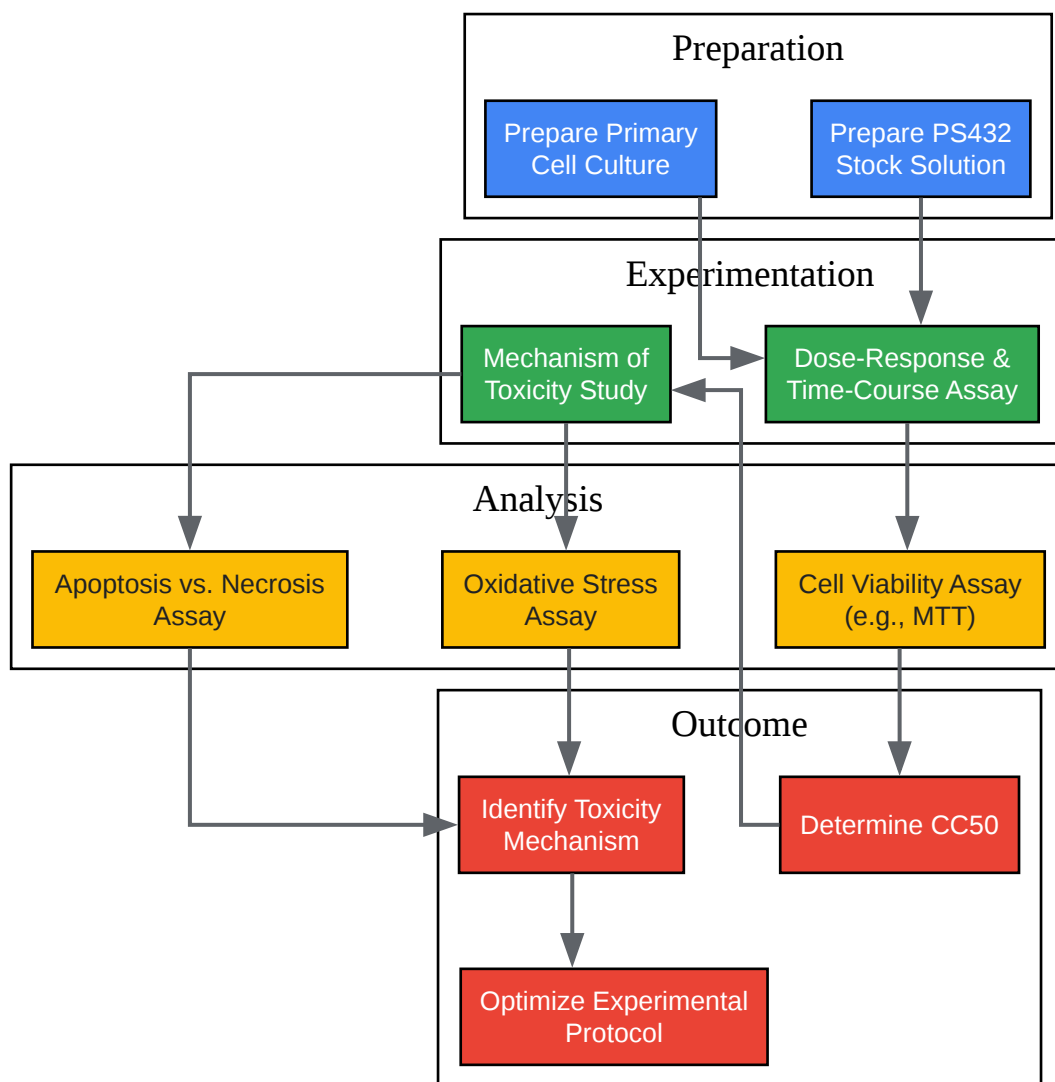 Preparation
Prepare Primary
Cell Culture
Prepare PS432
Stock Solution
Experimentation
Mechanism of
Toxicity Study
Dose-Response &
Time-Course Assay
Analysis
Apoptosis vs. Necrosis
Assay
Oxidative Stress
Assay
Cell Viability Assay
(e.g., MTT)
Outcome
Identify Toxicity
Mechanism
Determine CC50
Optimize Experimental
Protocol